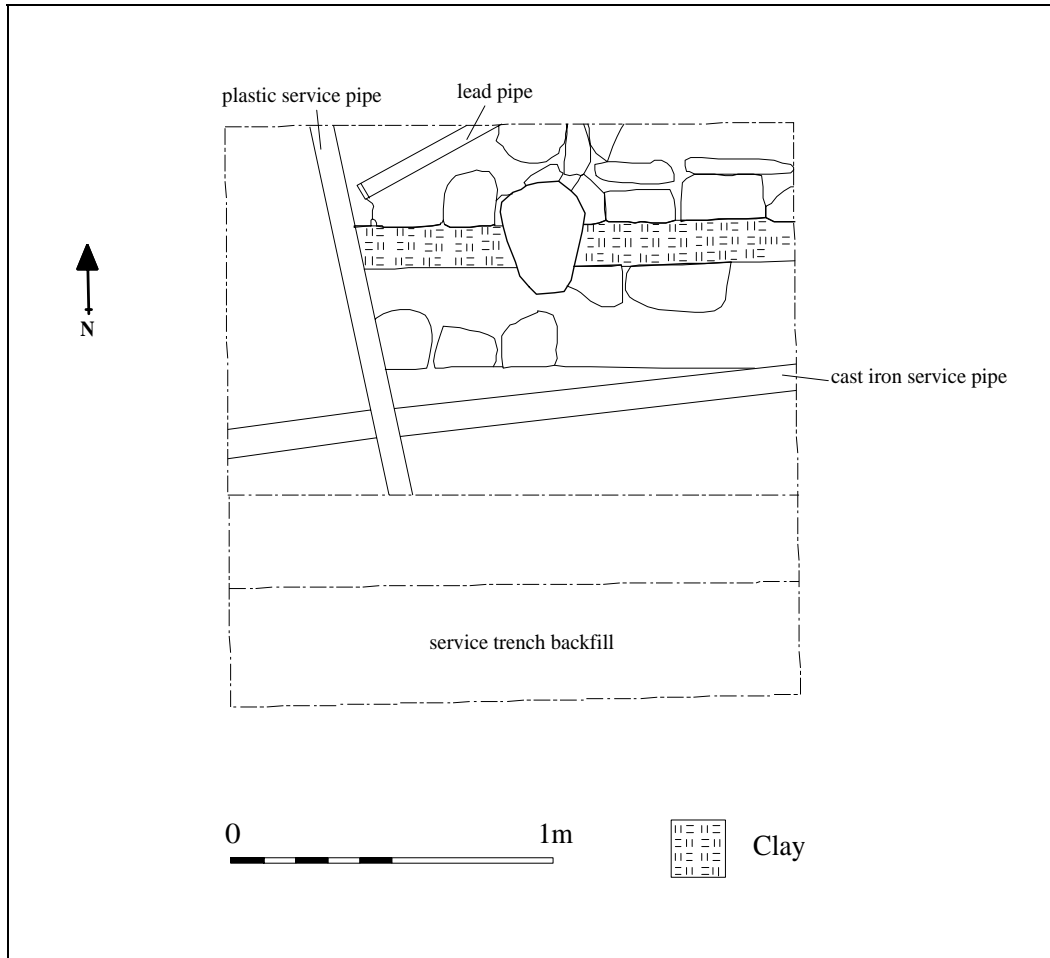 plastic service pipe
lead pipe
N
cast iron service pipe
service trench backfill
0 1m
Clay